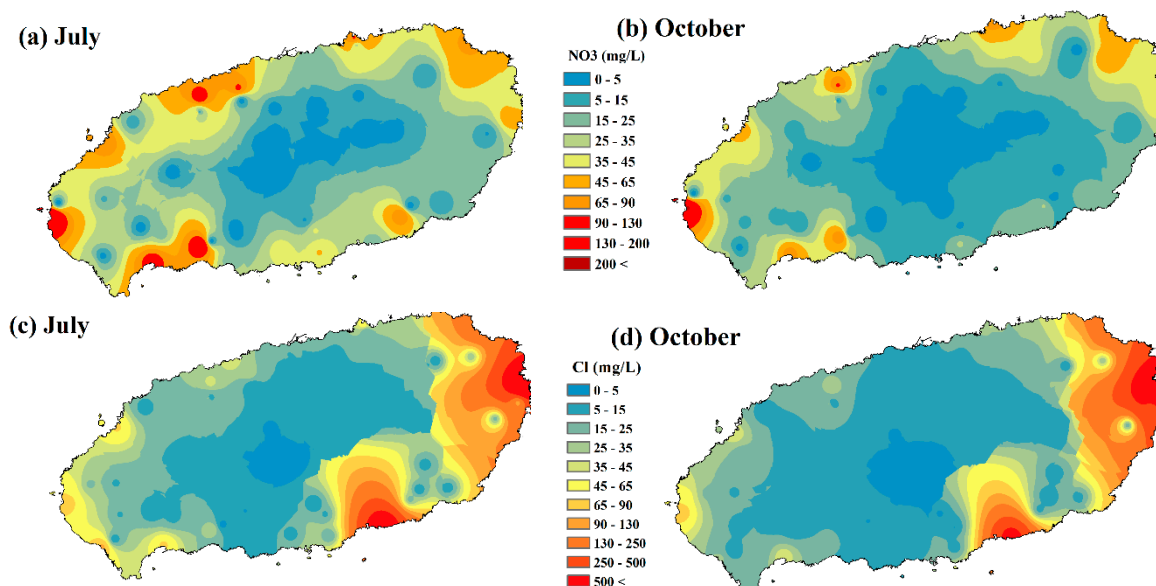 (a) July
(b) October
NO3 (mg/L)
0 - 5
5 - 15
15 - 25
25 - 35
35 - 45
45 - 65
65 - 90
90 - 130
130 - 200
200 <
(c) July
(d) October
Cl (mg/L)
0 - 5
5 - 15
15 - 25
25 - 35
35 - 45
45 - 65
65 - 90
90 - 130
130 - 250
250 - 500
500 <